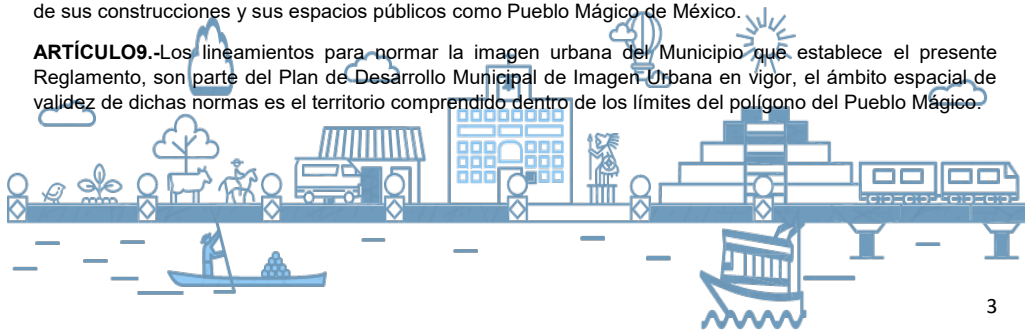 de sus construcciones y sus espacios públicos como Pueblo Mágico de México.
ARTÍCULO9.-Los lineamientos para normar la imagen urbana del Municipio que establece el presente
Reglamento, son parte del Plan de Desarrollo Municipal de Imagen Urbana en vigor, el ámbito espacial de
validez de dichas normas es el territorio comprendido dentro de los límites del polígono del Pueblo Mágico.
3